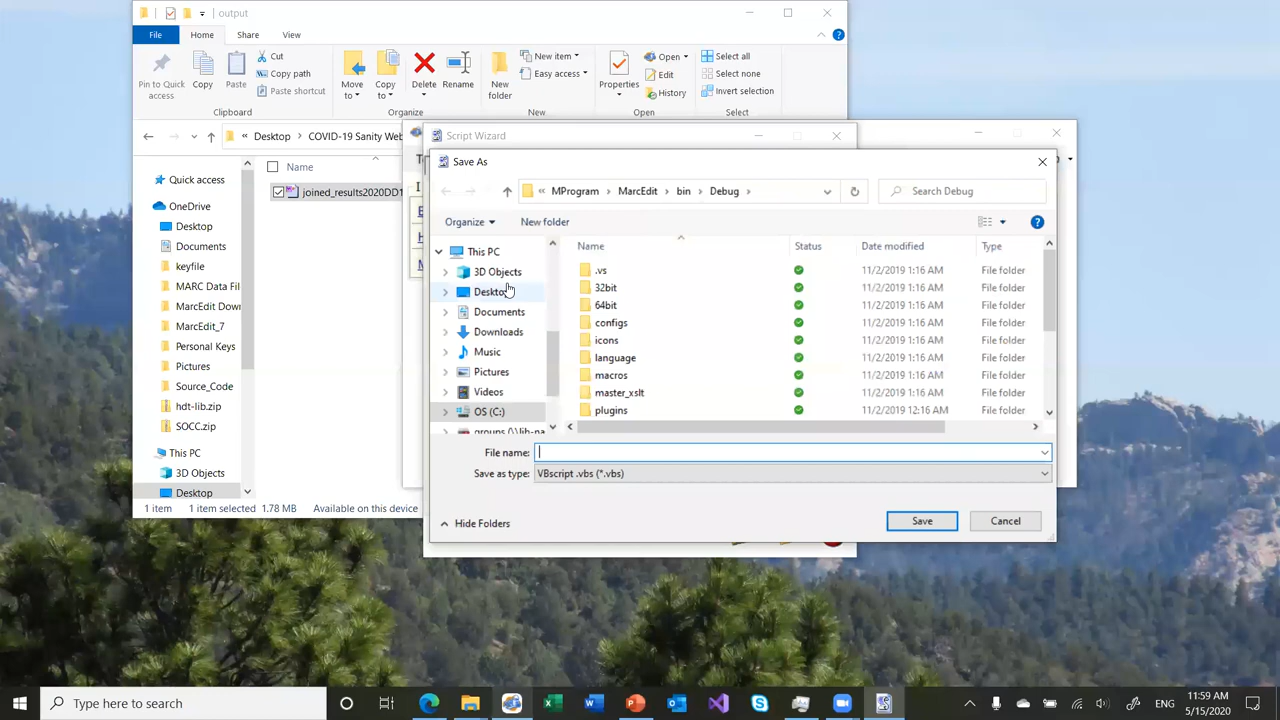 output
File
Home
Share
View
Pin to Quick access
Copy
Paste
Cut
Copy path
Paste shortcut
Clipboard
Move to
Copy to
Delete
Rename
Organize
New folder
New item
Easy access
New
Properties
Open
Edit
History
Open
Select all
Select none
Invert selection
Select
Desktop
COVID-19 Sanity Web
Name
joined_results2020DD1
Quick access
OneDrive
Desktop
Documents
keyfile
MARC Data Fil
MarcEdit Dow
MarcEdit_7
Personal Keys
Pictures
Source_Code
hdt-lib.zip
SOCC.zip
This PC
3D Objects
Desktop
1 item
1 item selected
1.78 MB
Available on this device
Script Wizard
Save As
MProgram
MarcEdit
bin
Debug
Search Debug
Organize
New folder
This PC
3D Objects
Desktop
Documents
Downloads
Music
Pictures
Videos
OS (C:)
groups (\\lib-na
Name
Status
Date modified
Type
.vs
11/2/2019 1:16 AM
File folder
32bit
11/2/2019 1:16 AM
File folder
64bit
11/2/2019 1:16 AM
File folder
configs
11/2/2019 1:16 AM
File folder
icons
11/2/2019 1:16 AM
File folder
language
11/2/2019 1:16 AM
File folder
macros
11/2/2019 1:16 AM
File folder
master_xslt
11/2/2019 1:16 AM
File folder
plugins
11/2/2019 12:16 AM
File folder
File name:
Save as type:
VBscript .vbs (*.vbs)
Hide Folders
Save
Cancel
Type here to search
ENG
11:59 AM
5/15/2020